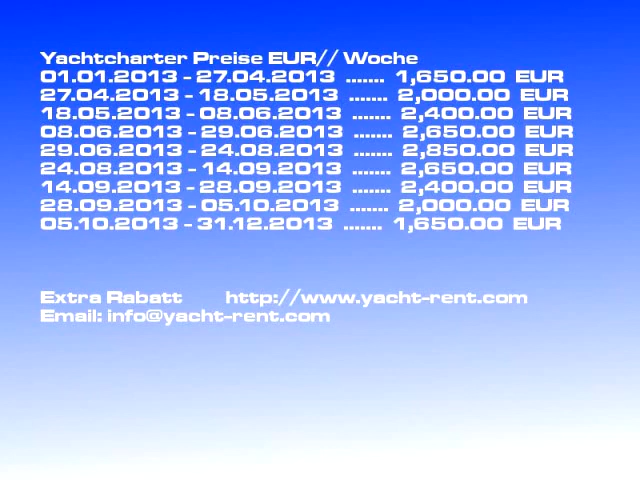 Yachtcharter Preise EUR// Woche
01.01.2013 - 27.04.2013 ....... 1,650.00 EUR
27.04.2013 - 18.05.2013 ....... 2,000.00 EUR
18.05.2013 - 08.06.2013 ....... 2,400.00 EUR
08.06.2013 - 29.06.2013 ....... 2,650.00 EUR
29.06.2013 - 24.08.2013 ....... 2,850.00 EUR
24.08.2013 - 14.09.2013 ....... 2,650.00 EUR
14.09.2013 - 28.09.2013 ....... 2,400.00 EUR
28.09.2013 - 05.10.2013 ....... 2,000.00 EUR
05.10.2013 - 31.12.2013 ....... 1,650.00 EUR
Extra Rabatt http://www.yacht-rent.com
Email: info@yacht-rent.com